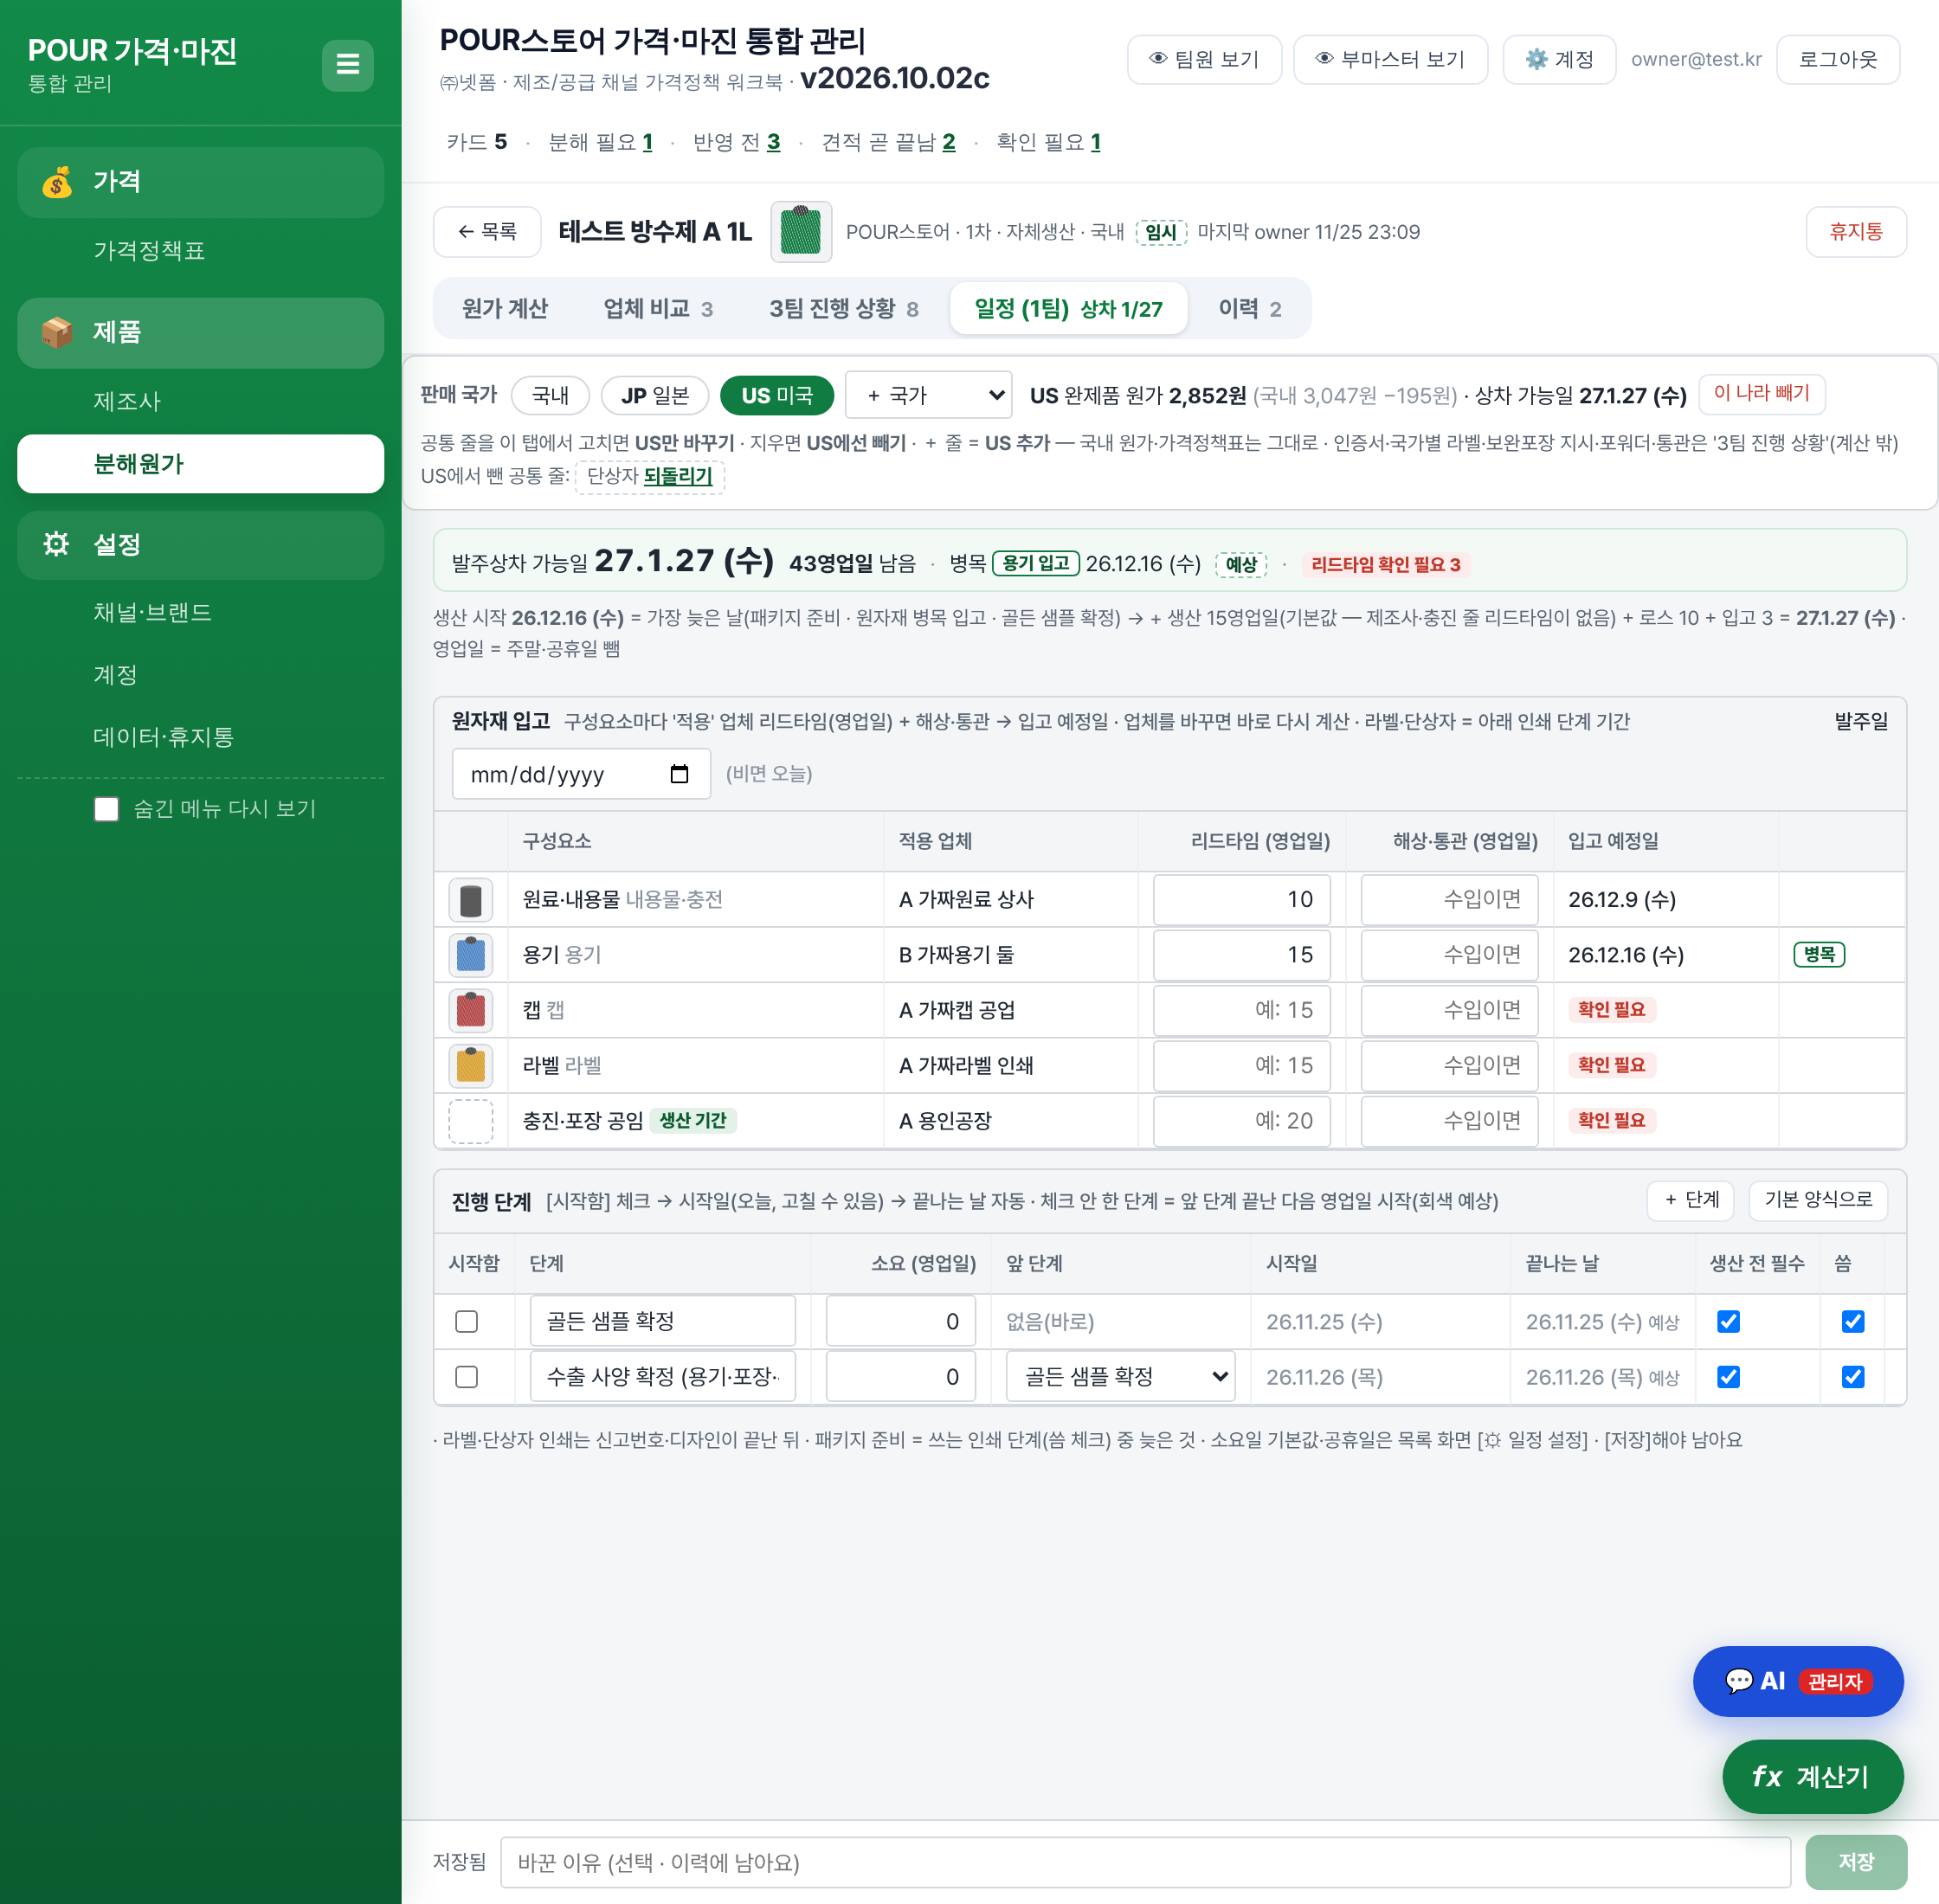 POUR 가격·마진
통합 관리
☰
💰 가격
가격정책표
📦 제품
제조사
분해원가
⚙ 설정
채널·브랜드
계정
데이터·휴지통
숨긴 메뉴 다시 보기
POUR스토어 가격·마진 통합 관리
㈜넷폼 · 제조/공급 채널 가격정책 워크북 · v2026.10.02c
👁 팀원 보기
👁 부마스터 보기
⚙️ 계정
owner@test.kr
로그아웃
카드 5 · 분해 필요 1 · 반영 전 3 · 견적 곧 끝남 2 · 확인 필요 1
← 목록
테스트 방수제 A 1L
POUR스토어 · 1차 · 자체생산 · 국내 임시 마지막 owner 11/25 23:09
휴지통
원가 계산
업체 비교 3
3팀 진행 상황 8
일정 (1팀) 상차 1/27
이력 2
판매 국가 국내 JP 일본 US 미국 + 국가 US 완제품 원가 2,852원 (국내 3,047원 −195원) · 상차 가능일 27.1.27 (수) 이 나라 빼기
공통 줄을 이 탭에서 고치면 US만 바꾸기 · 지우면 US에선 빼기 · + 줄 = US 추가 — 국내 원가·가격정책표는 그대로 · 인증서·국가별 라벨·보완포장 지시·포워더·통관은 '3팀 진행 상황'(계산 밖)
US에서 뺀 공통 줄: 단상자 되돌리기
발주상차 가능일 27.1.27 (수) 43영업일 남음 · 병목 용기 입고 26.12.16 (수) 예상 · 리드타임 확인 필요 3
생산 시작 26.12.16 (수) = 가장 늦은 날(패키지 준비 · 원자재 병목 입고 · 골든 샘플 확정) → + 생산 15영업일(기본값 — 제조사·충진 줄 리드타임이 없음) + 로스 10 + 입고 3 = 27.1.27 (수) ·
영업일 = 주말·공휴일 뺌
원자재 입고 구성요소마다 '적용' 업체 리드타임(영업일) + 해상·통관 → 입고 예정일 · 업체를 바꾸면 바로 다시 계산 · 라벨·단상자 = 아래 인쇄 단계 기간 발주일
mm/dd/yyyy (비면 오늘)
구성요소 적용 업체 리드타임 (영업일) 해상·통관 (영업일) 입고 예정일
원료·내용물 내용물·충전 A 가짜원료 상사 10 수입이면 26.12.9 (수)
용기 용기 B 가짜용기 둘 15 수입이면 26.12.16 (수) 병목
캡 캡 A 가짜캡 공업 예: 15 수입이면 확인 필요
라벨 라벨 A 가짜라벨 인쇄 예: 15 수입이면 확인 필요
충진·포장 공임 생산 기간 A 용인공장 예: 20 수입이면 확인 필요
진행 단계 [시작함] 체크 → 시작일(오늘, 고칠 수 있음) → 끝나는 날 자동 · 체크 안 한 단계 = 앞 단계 끝난 다음 영업일 시작(회색 예상) + 단계 기본 양식으로
시작함 단계 소요 (영업일) 앞 단계 시작일 끝나는 날 생산 전 필수 씀
골든 샘플 확정 0 없음(바로) 26.11.25 (수) 26.11.25 (수) 예상
수출 사양 확정 (용기·포장· 0 골든 샘플 확정 26.11.26 (목) 26.11.26 (목) 예상
· 라벨·단상자 인쇄는 신고번호·디자인이 끝난 뒤 · 패키지 준비 = 쓰는 인쇄 단계(씀 체크) 중 늦은 것 · 소요일 기본값·공휴일은 목록 화면 [⚙ 일정 설정] · [저장]해야 남아요
💬 AI 관리자
fx 계산기
저장됨 바꾼 이유 (선택 · 이력에 남아요) 저장